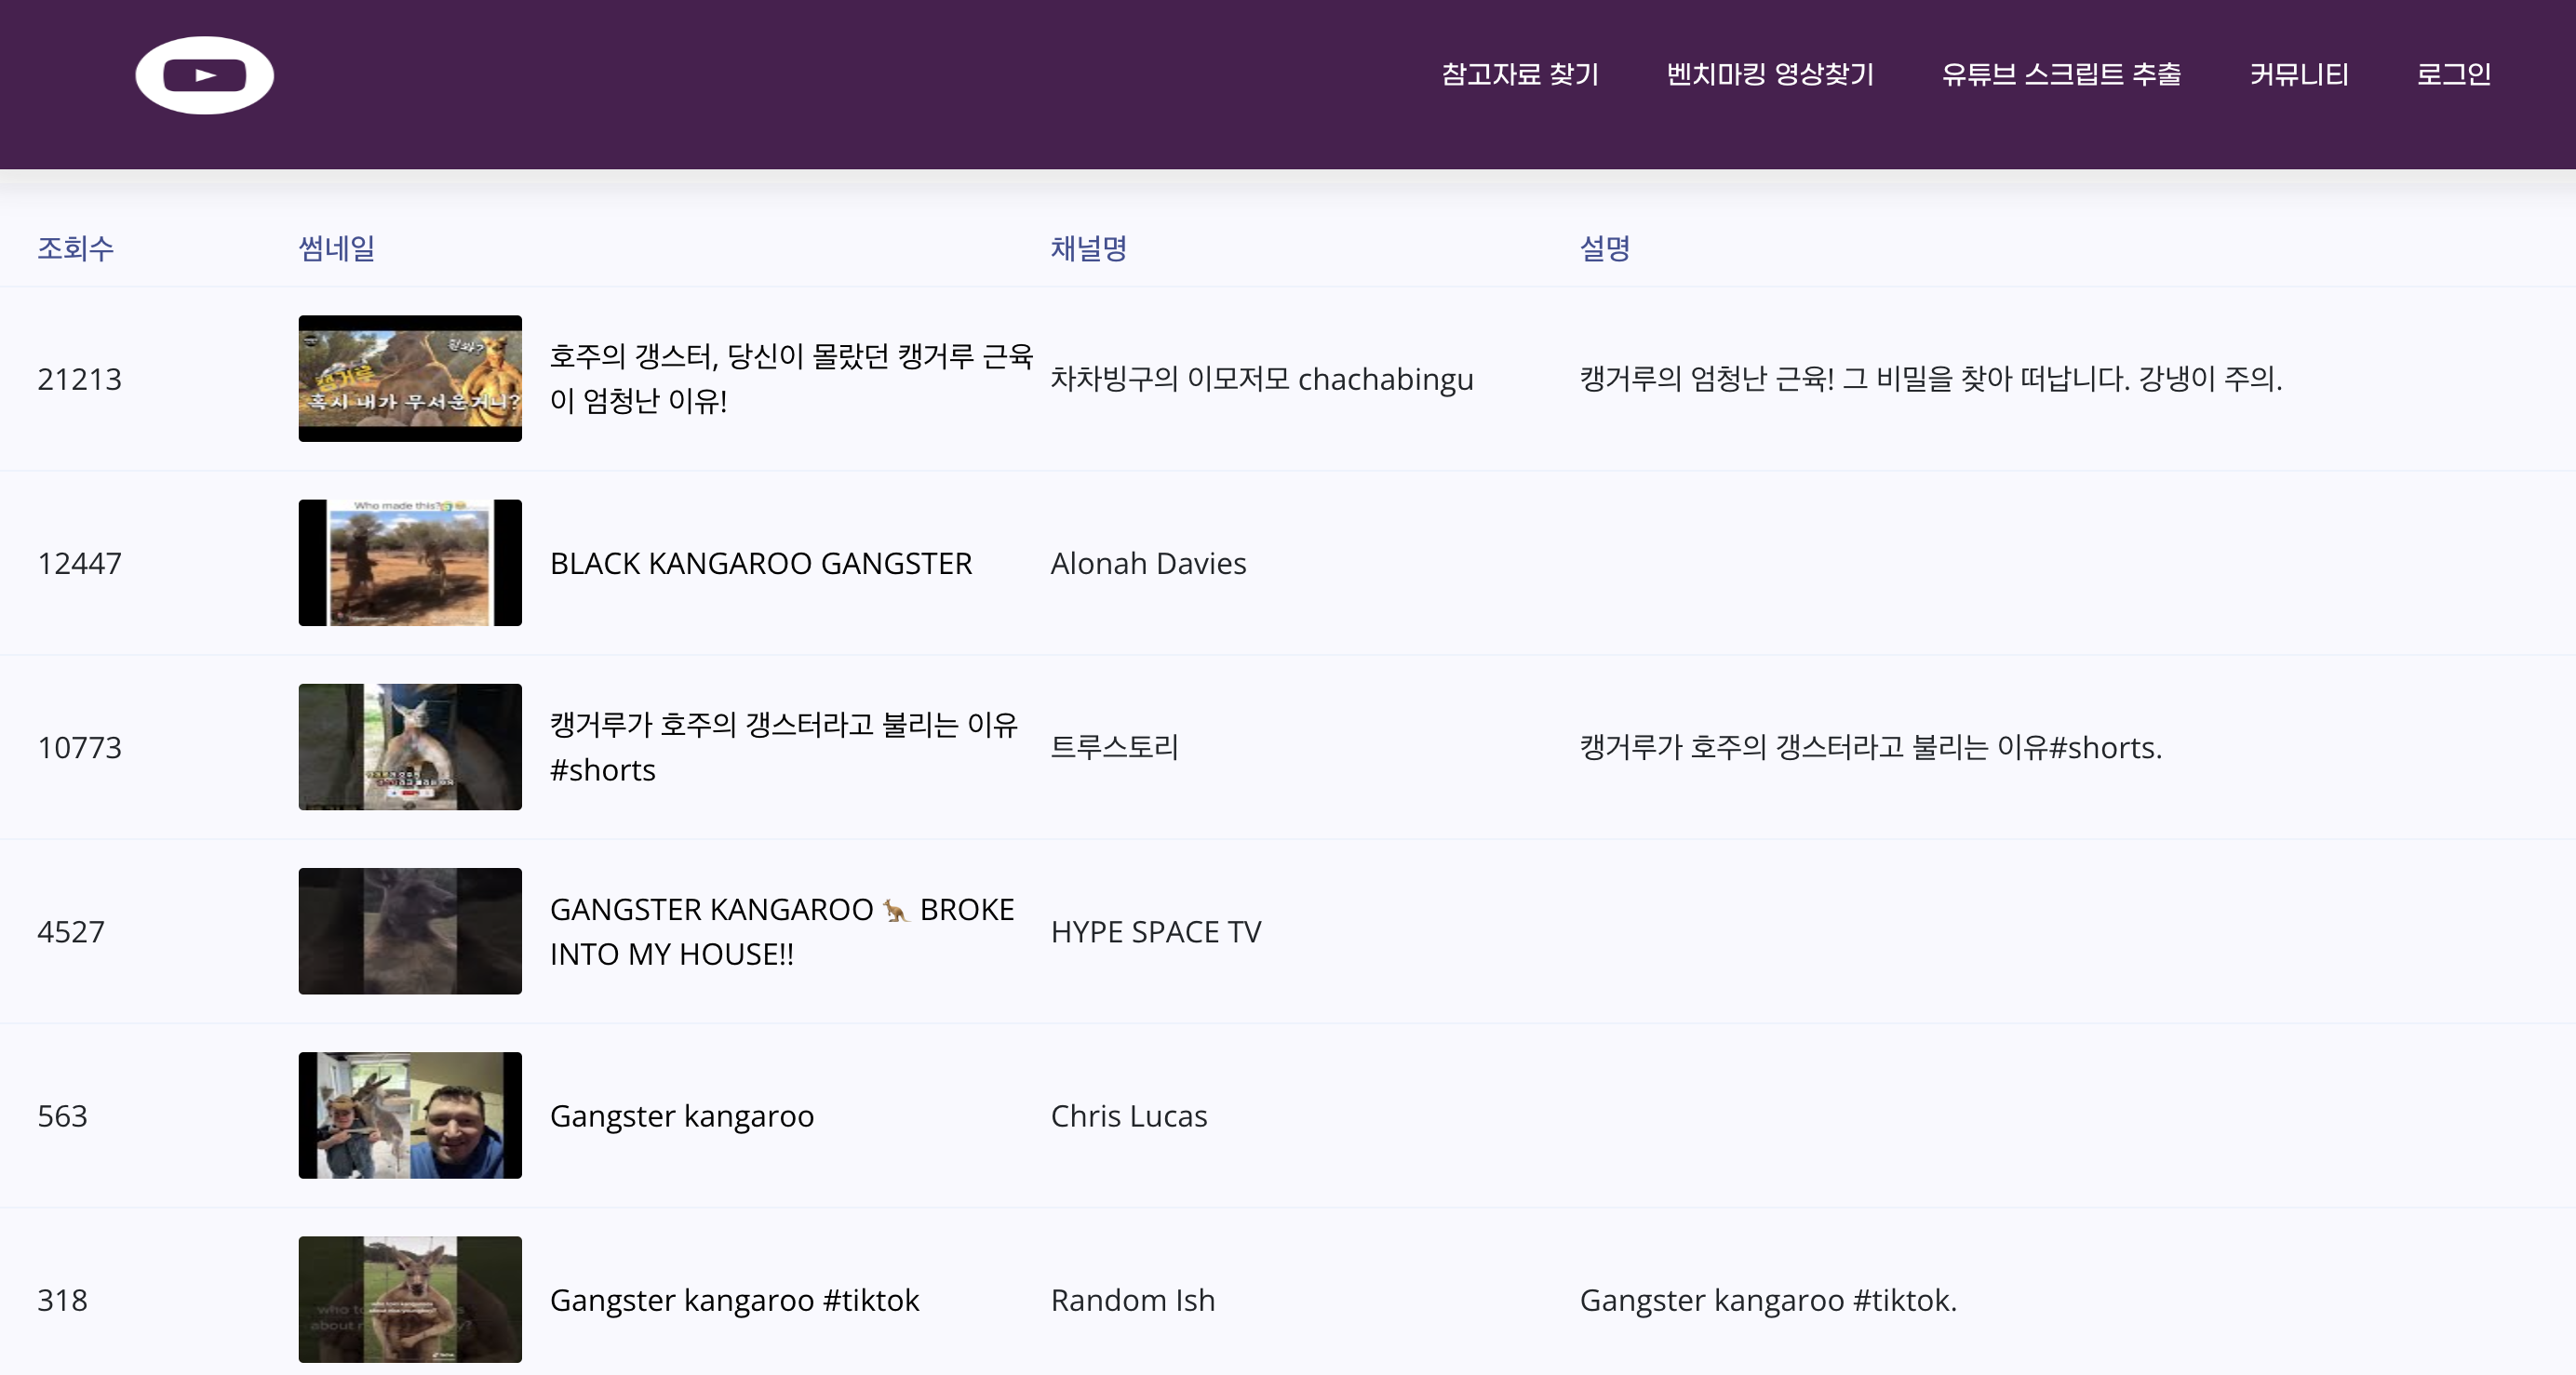 참고자료 찾기 벤치마킹 영상찾기 유튜브 스크립트 추출 커뮤니티 로그인
조회수 썸네일 채널명 설명
21213
캥거루
뭘봐?
혹시 내가 무서운거니?
호주의 갱스터, 당신이 몰랐던 캥거루 근육
이 엄청난 이유!
차차빙구의 이모저모 chachabingu
캥거루의 엄청난 근육! 그 비밀을 찾아 떠납니다. 강냉이 주의.
12447
Who made this?
BLACK KANGAROO GANGSTER
Alonah Davies
10773
캥거루가 호주의 갱스터라고 불리는 이유
#shorts
트루스토리
캥거루가 호주의 갱스터라고 불리는 이유#shorts.
4527
GANGSTER KANGAROO 🦘 BROKE
INTO MY HOUSE!!
HYPE SPACE TV
563
Gangster kangaroo
Chris Lucas
318
Gangster kangaroo #tiktok
Random Ish
Gangster kangaroo #tiktok.